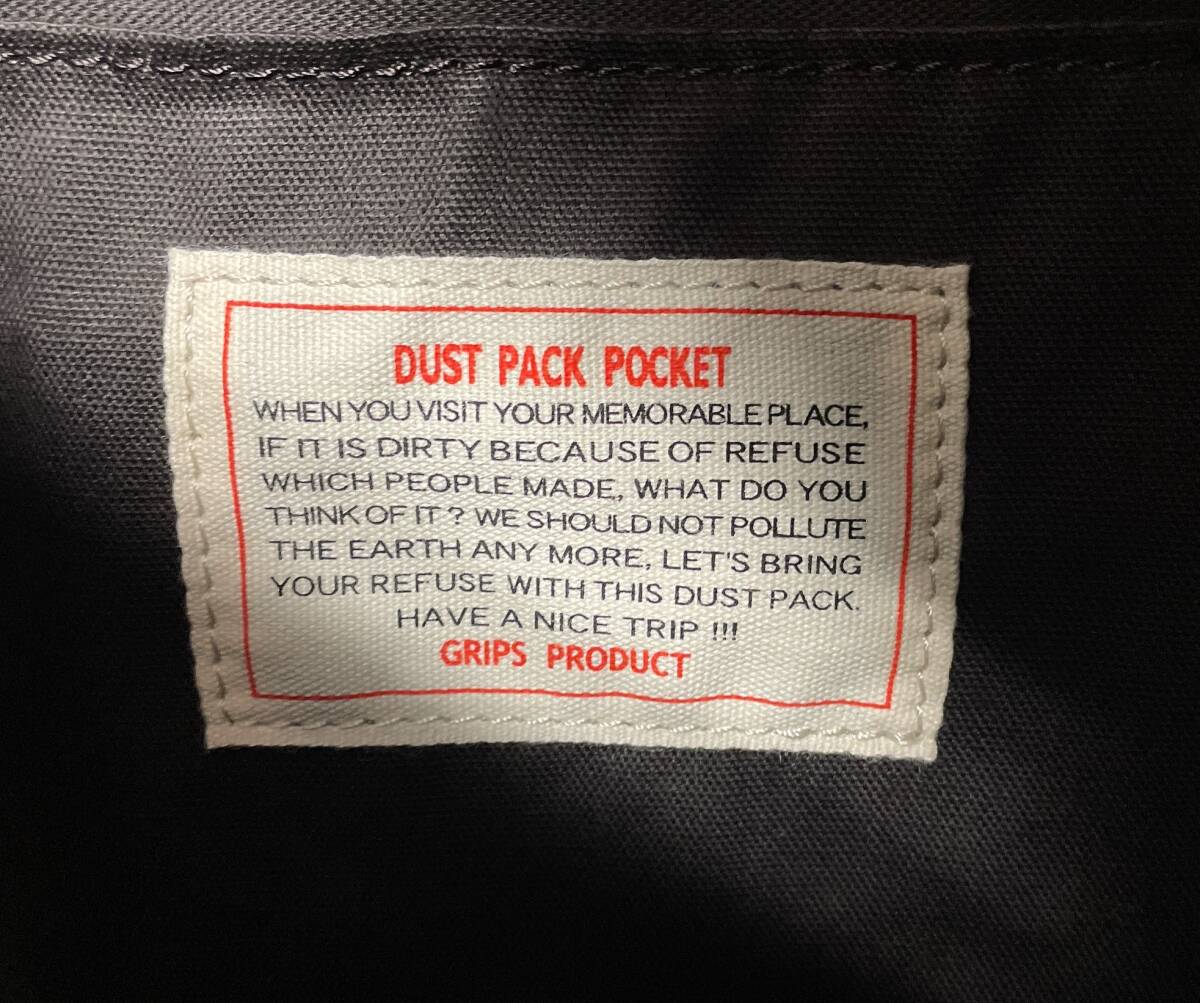 DUST PACK POCKET
WHEN YOU VISIT YOUR MEMORABLE PLACE,
IF IT IS DIRTY BECAUSE OF REFUSE
WHICH PEOPLE MADE, WHAT DO YOU
THINK OF IT ? WE SHOULD NOT POLLUTE
THE EARTH ANY MORE, LET'S BRING
YOUR REFUSE WITH THIS DUST PACK.
HAVE A NICE TRIP !!!
GRIPS PRODUCT